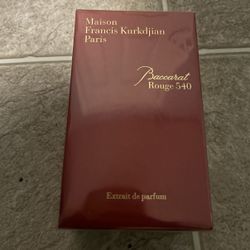 Maison
Francis Kurkdjian
Paris
Baccarat
Rouge 540
Extrait de parfum